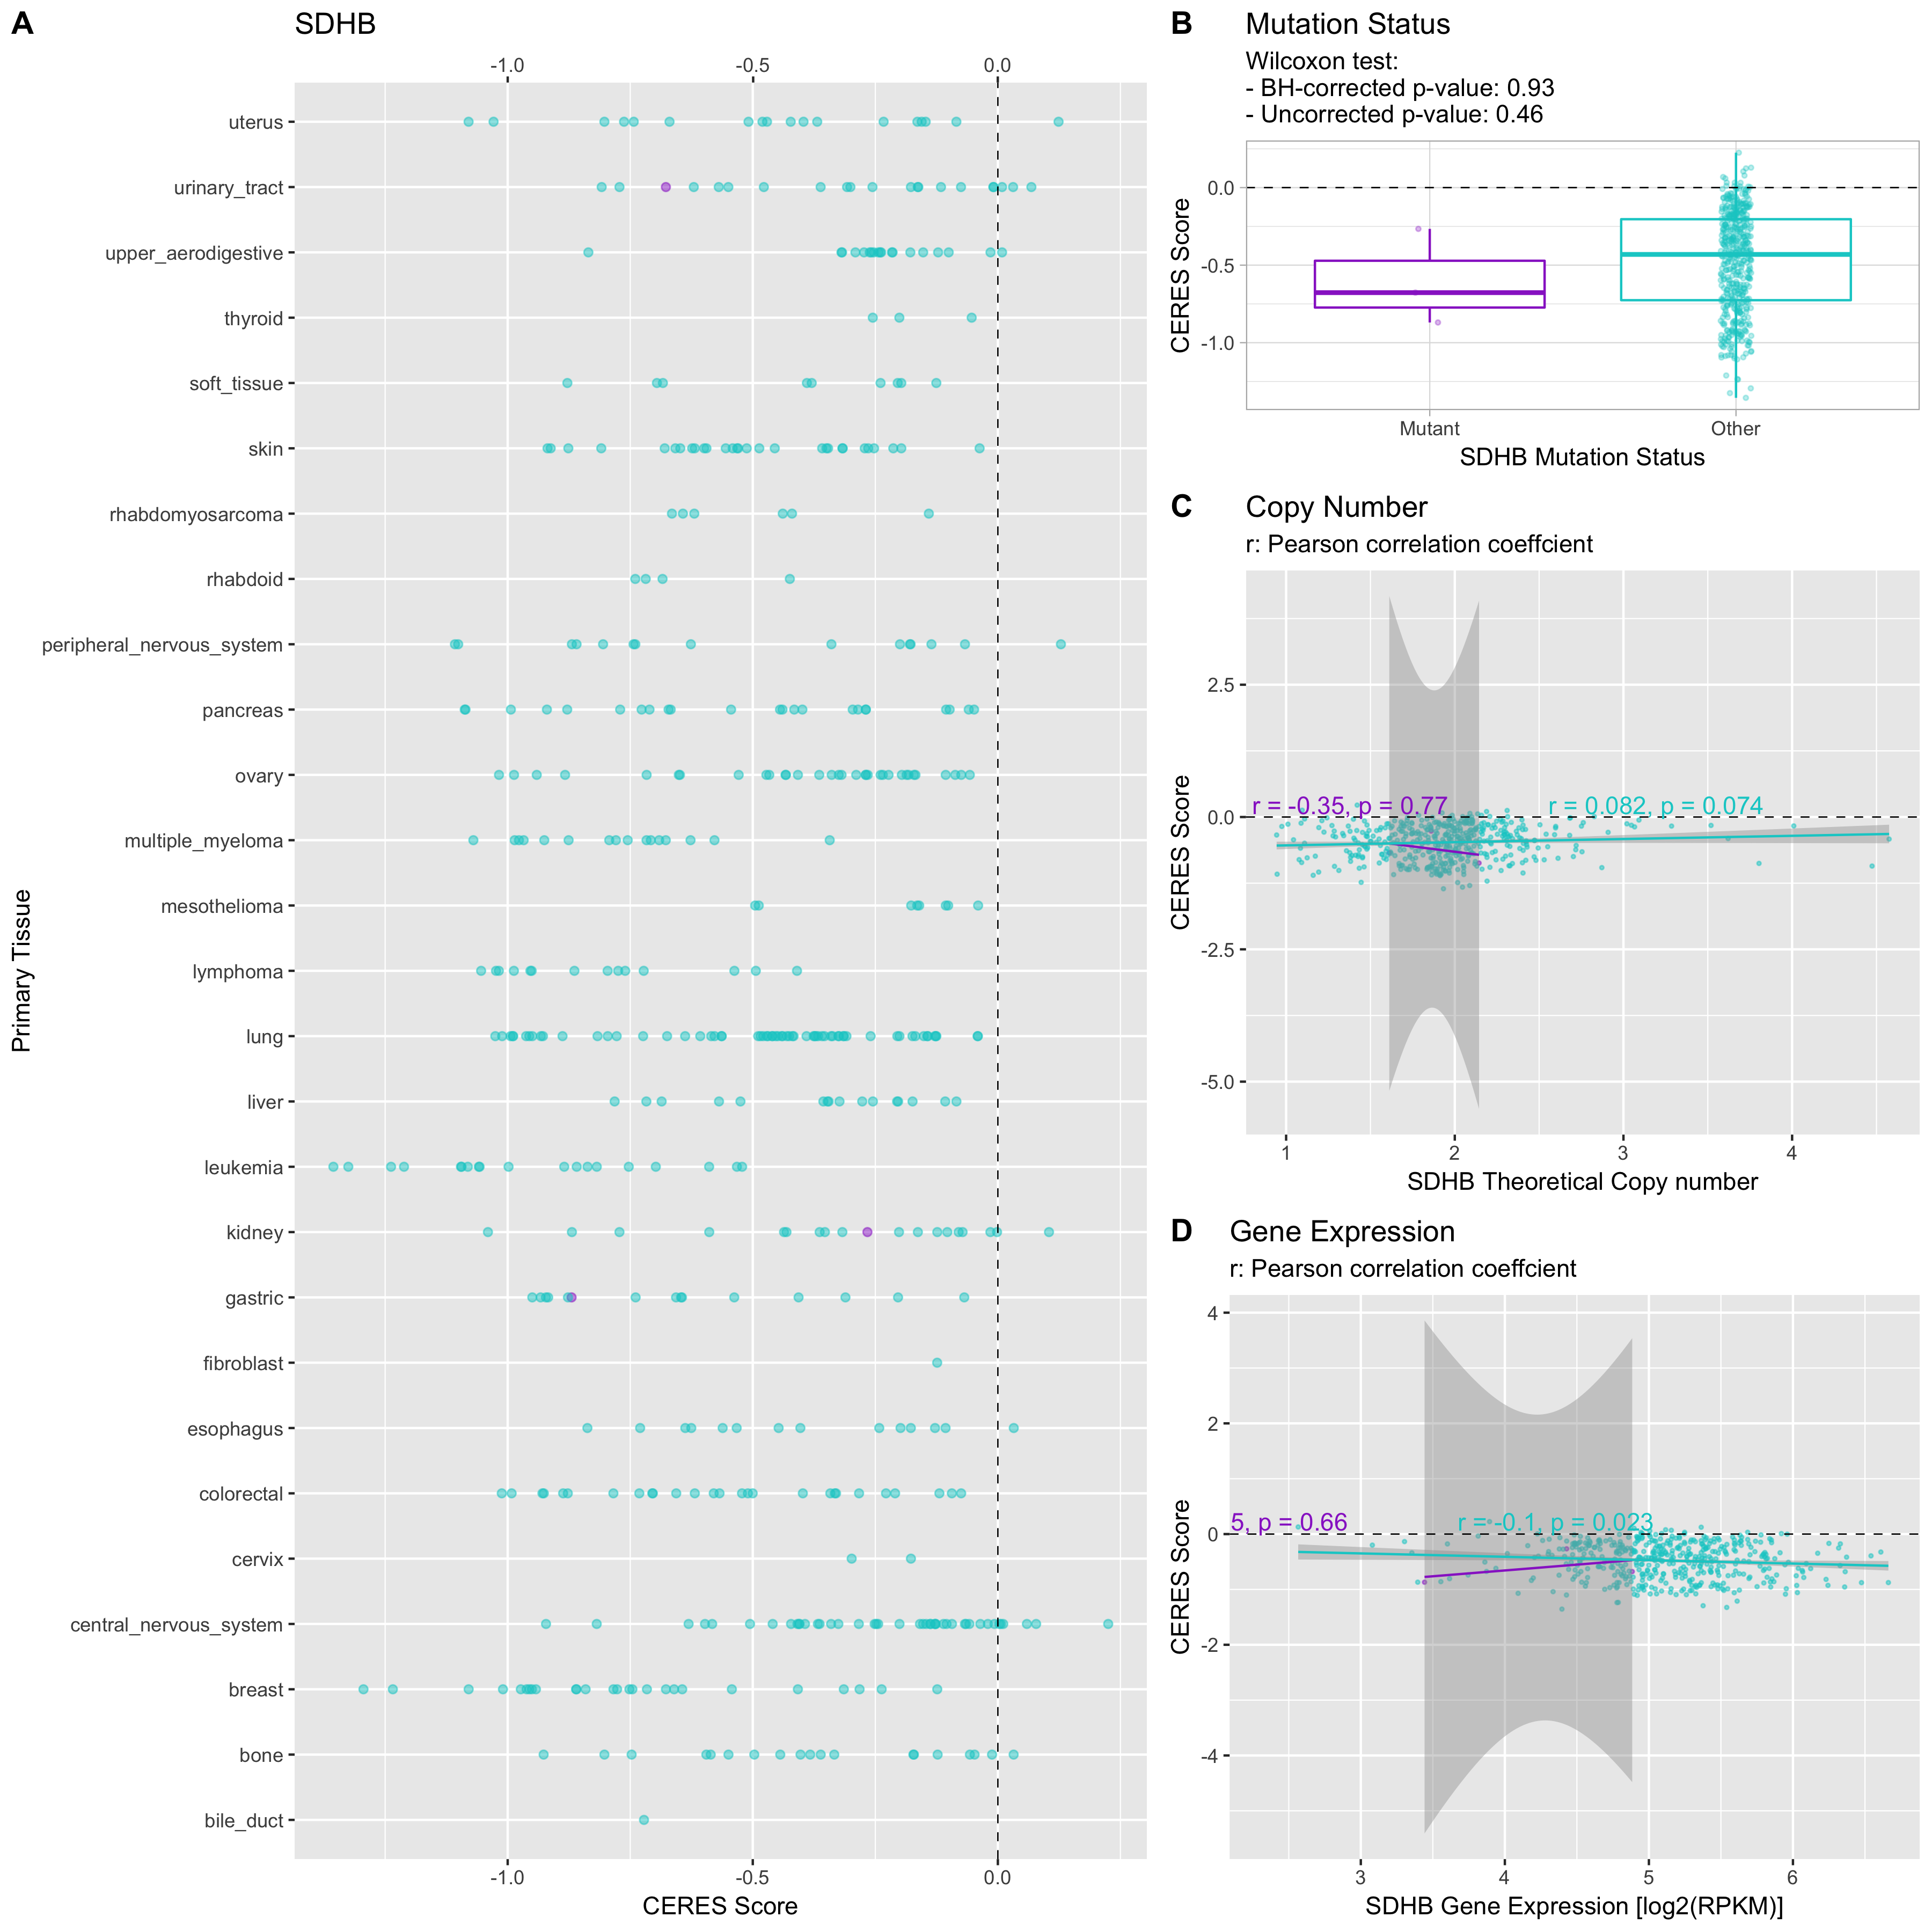 A
SDHB
-1.0 -0.5 0.0
uterus
urinary_tract
upper_aerodigestive
thyroid
soft_tissue
skin
rhabdomyosarcoma
rhabdoid
peripheral_nervous_system
pancreas
ovary
multiple_myeloma
mesothelioma
lymphoma
lung
liver
leukemia
kidney
gastric
fibroblast
esophagus
colorectal
cervix
central_nervous_system
breast
bone
bile_duct
Primary Tissue
-1.0 -0.5 0.0
CERES Score
B
Mutation Status
Wilcoxon test:
- BH-corrected p-value: 0.93
- Uncorrected p-value: 0.46
0.0
-0.5
-1.0
CERES Score
Mutant Other
SDHB Mutation Status
C
Copy Number
r: Pearson correlation coeffcient
2.5
0.0
-2.5
-5.0
CERES Score
r = -0.35, p = 0.77
r = 0.082, p = 0.074
1 2 3 4
SDHB Theoretical Copy number
D
Gene Expression
r: Pearson correlation coeffcient
4
2
0
-2
-4
CERES Score
5, p = 0.66
r = -0.1, p = 0.023
3 4 5 6
SDHB Gene Expression [log2(RPKM)]